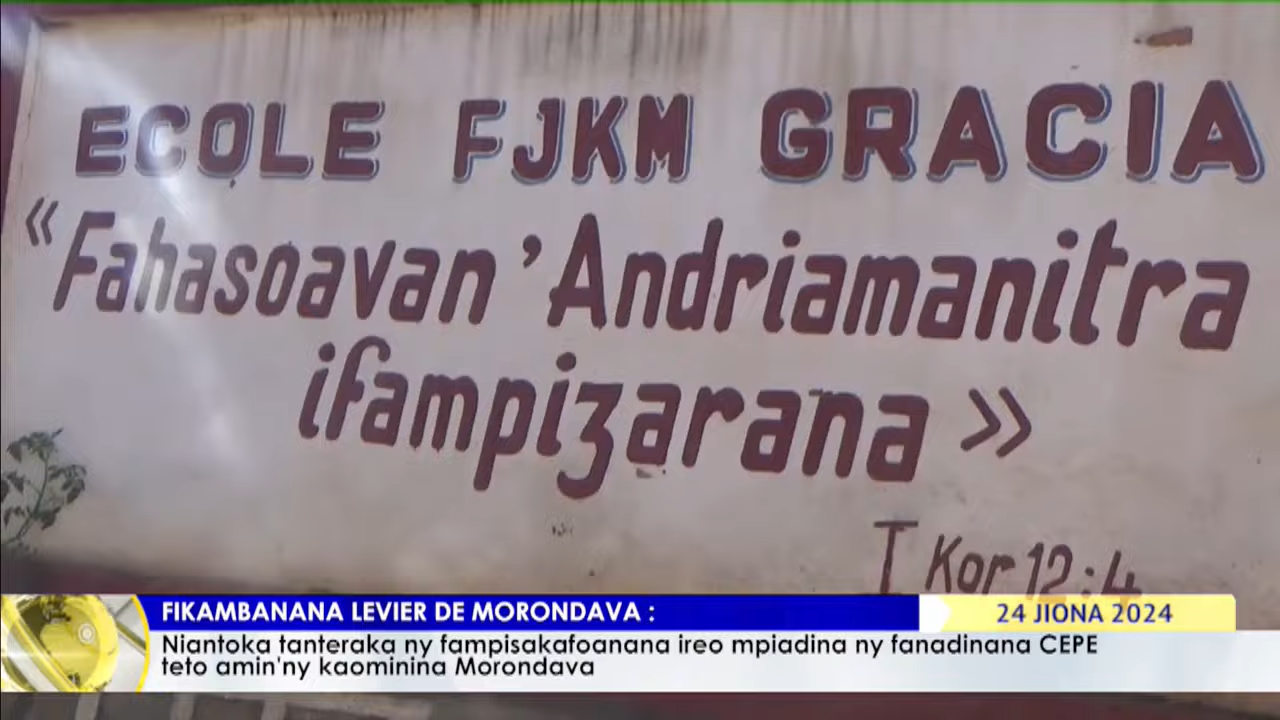 ECOLE FJKM GRACIA
« Fahasoavan'Andriamanitra
ifampizarana »
I Kor 12:4
FIKAMBANANA LEVIER DE MORONDAVA :
24 JIONA 2024
Niantoka tanteraka ny fampisakafoanana ireo mpiadina ny fanadinana CEPE
teto amin'ny kaominina Morondava